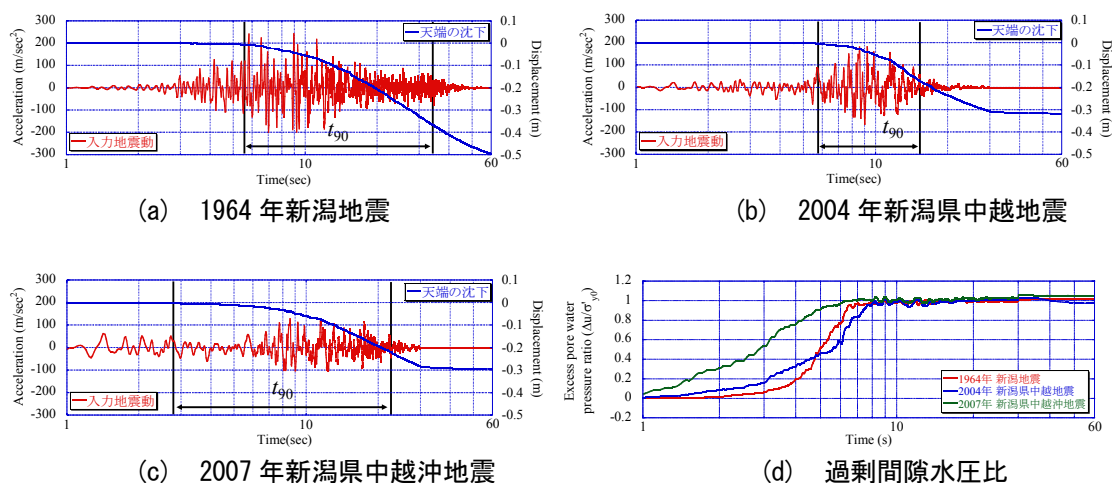 300
200
100
0
-100
-200
-300
Acceleration (m/sec²)
0.1
0
-0.1
-0.2
-0.3
-0.4
-0.5
Displacement (m)
天端の沈下
入力地震動
t90
1
10
60
Time(sec)
(a) 1964 年新潟地震
300
200
100
0
-100
-200
-300
Acceleration (m/sec²)
0.1
0
-0.1
-0.2
-0.3
-0.4
-0.5
Displacement (m)
天端の沈下
入力地震動
t90
1
10
60
Time(sec)
(b) 2004 年新潟県中越地震
300
200
100
0
-100
-200
-300
Acceleration (m/sec²)
0.1
0
-0.1
-0.2
-0.3
-0.4
-0.5
Displacement (m)
天端の沈下
入力地震動
t90
1
10
60
Time(sec)
(c) 2007 年新潟県中越沖地震
1.2
1
0.8
0.6
0.4
0.2
0
-0.2
Excess pore water
pressure ratio (Δu/σ'y0)
1964年 新潟地震
2004年 新潟県中越地震
2007年 新潟県中越沖地震
1
10
60
Time (s)
(d) 過剰間隙水圧比